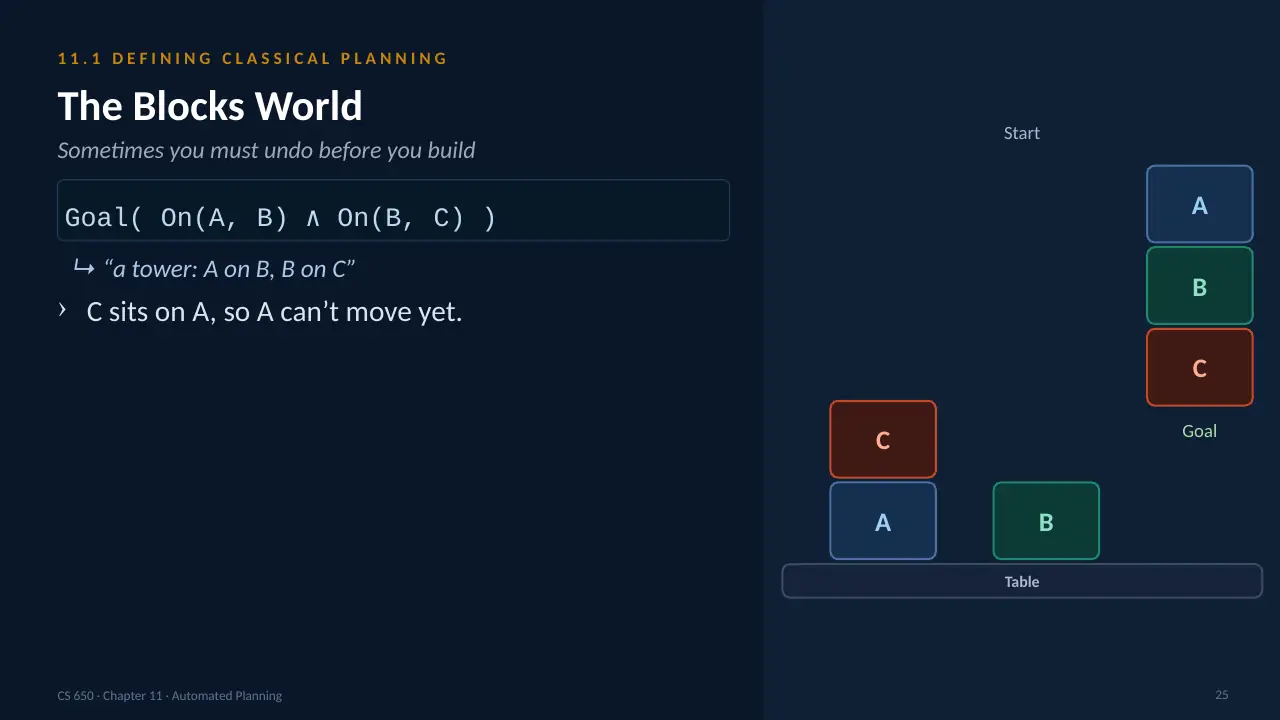 11.1 DEFINING CLASSICAL PLANNING
The Blocks World
Sometimes you must undo before you build
Goal( On(A, B) ∧ On(B, C) )
↪ “a tower: A on B, B on C”
› C sits on A, so A can’t move yet.
Start
A
B
C
Goal
C
A
B
Table
CS 650 · Chapter 11 · Automated Planning
25